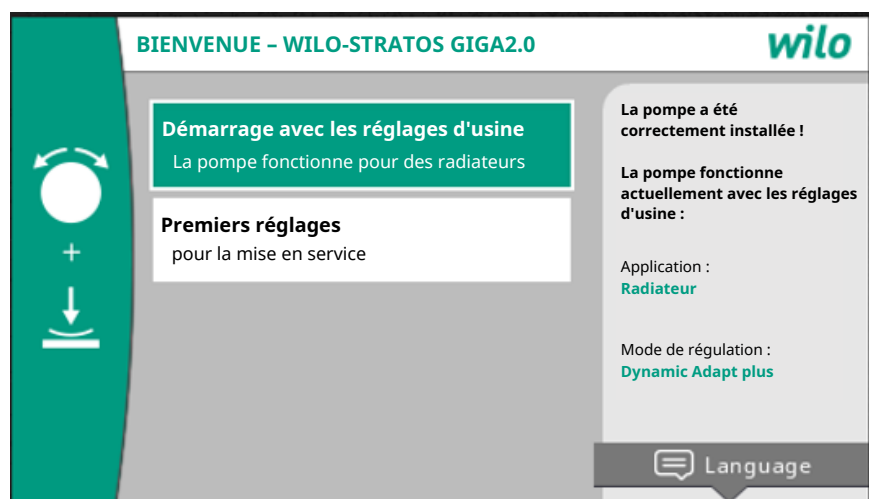 BIENVENUE – WILO-STRATOS GIGA2.0
wilo
Démarrage avec les réglages d'usine
La pompe fonctionne pour des radiateurs
Premiers réglages
pour la mise en service
+
La pompe a été
correctement installée !
La pompe fonctionne
actuellement avec les réglages
d'usine :
Application :
Radiateur
Mode de régulation :
Dynamic Adapt plus
Language